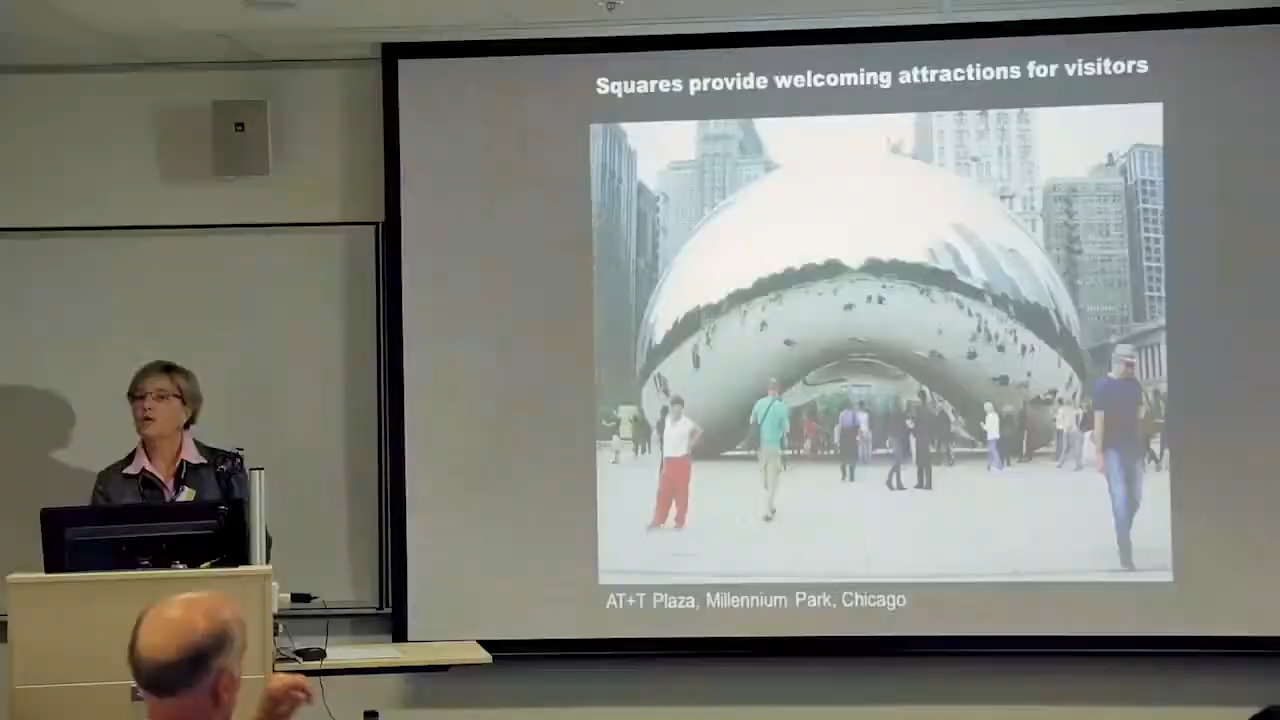 Squares provide welcoming attractions for visitors
AT+T Plaza, Millennium Park, Chicago